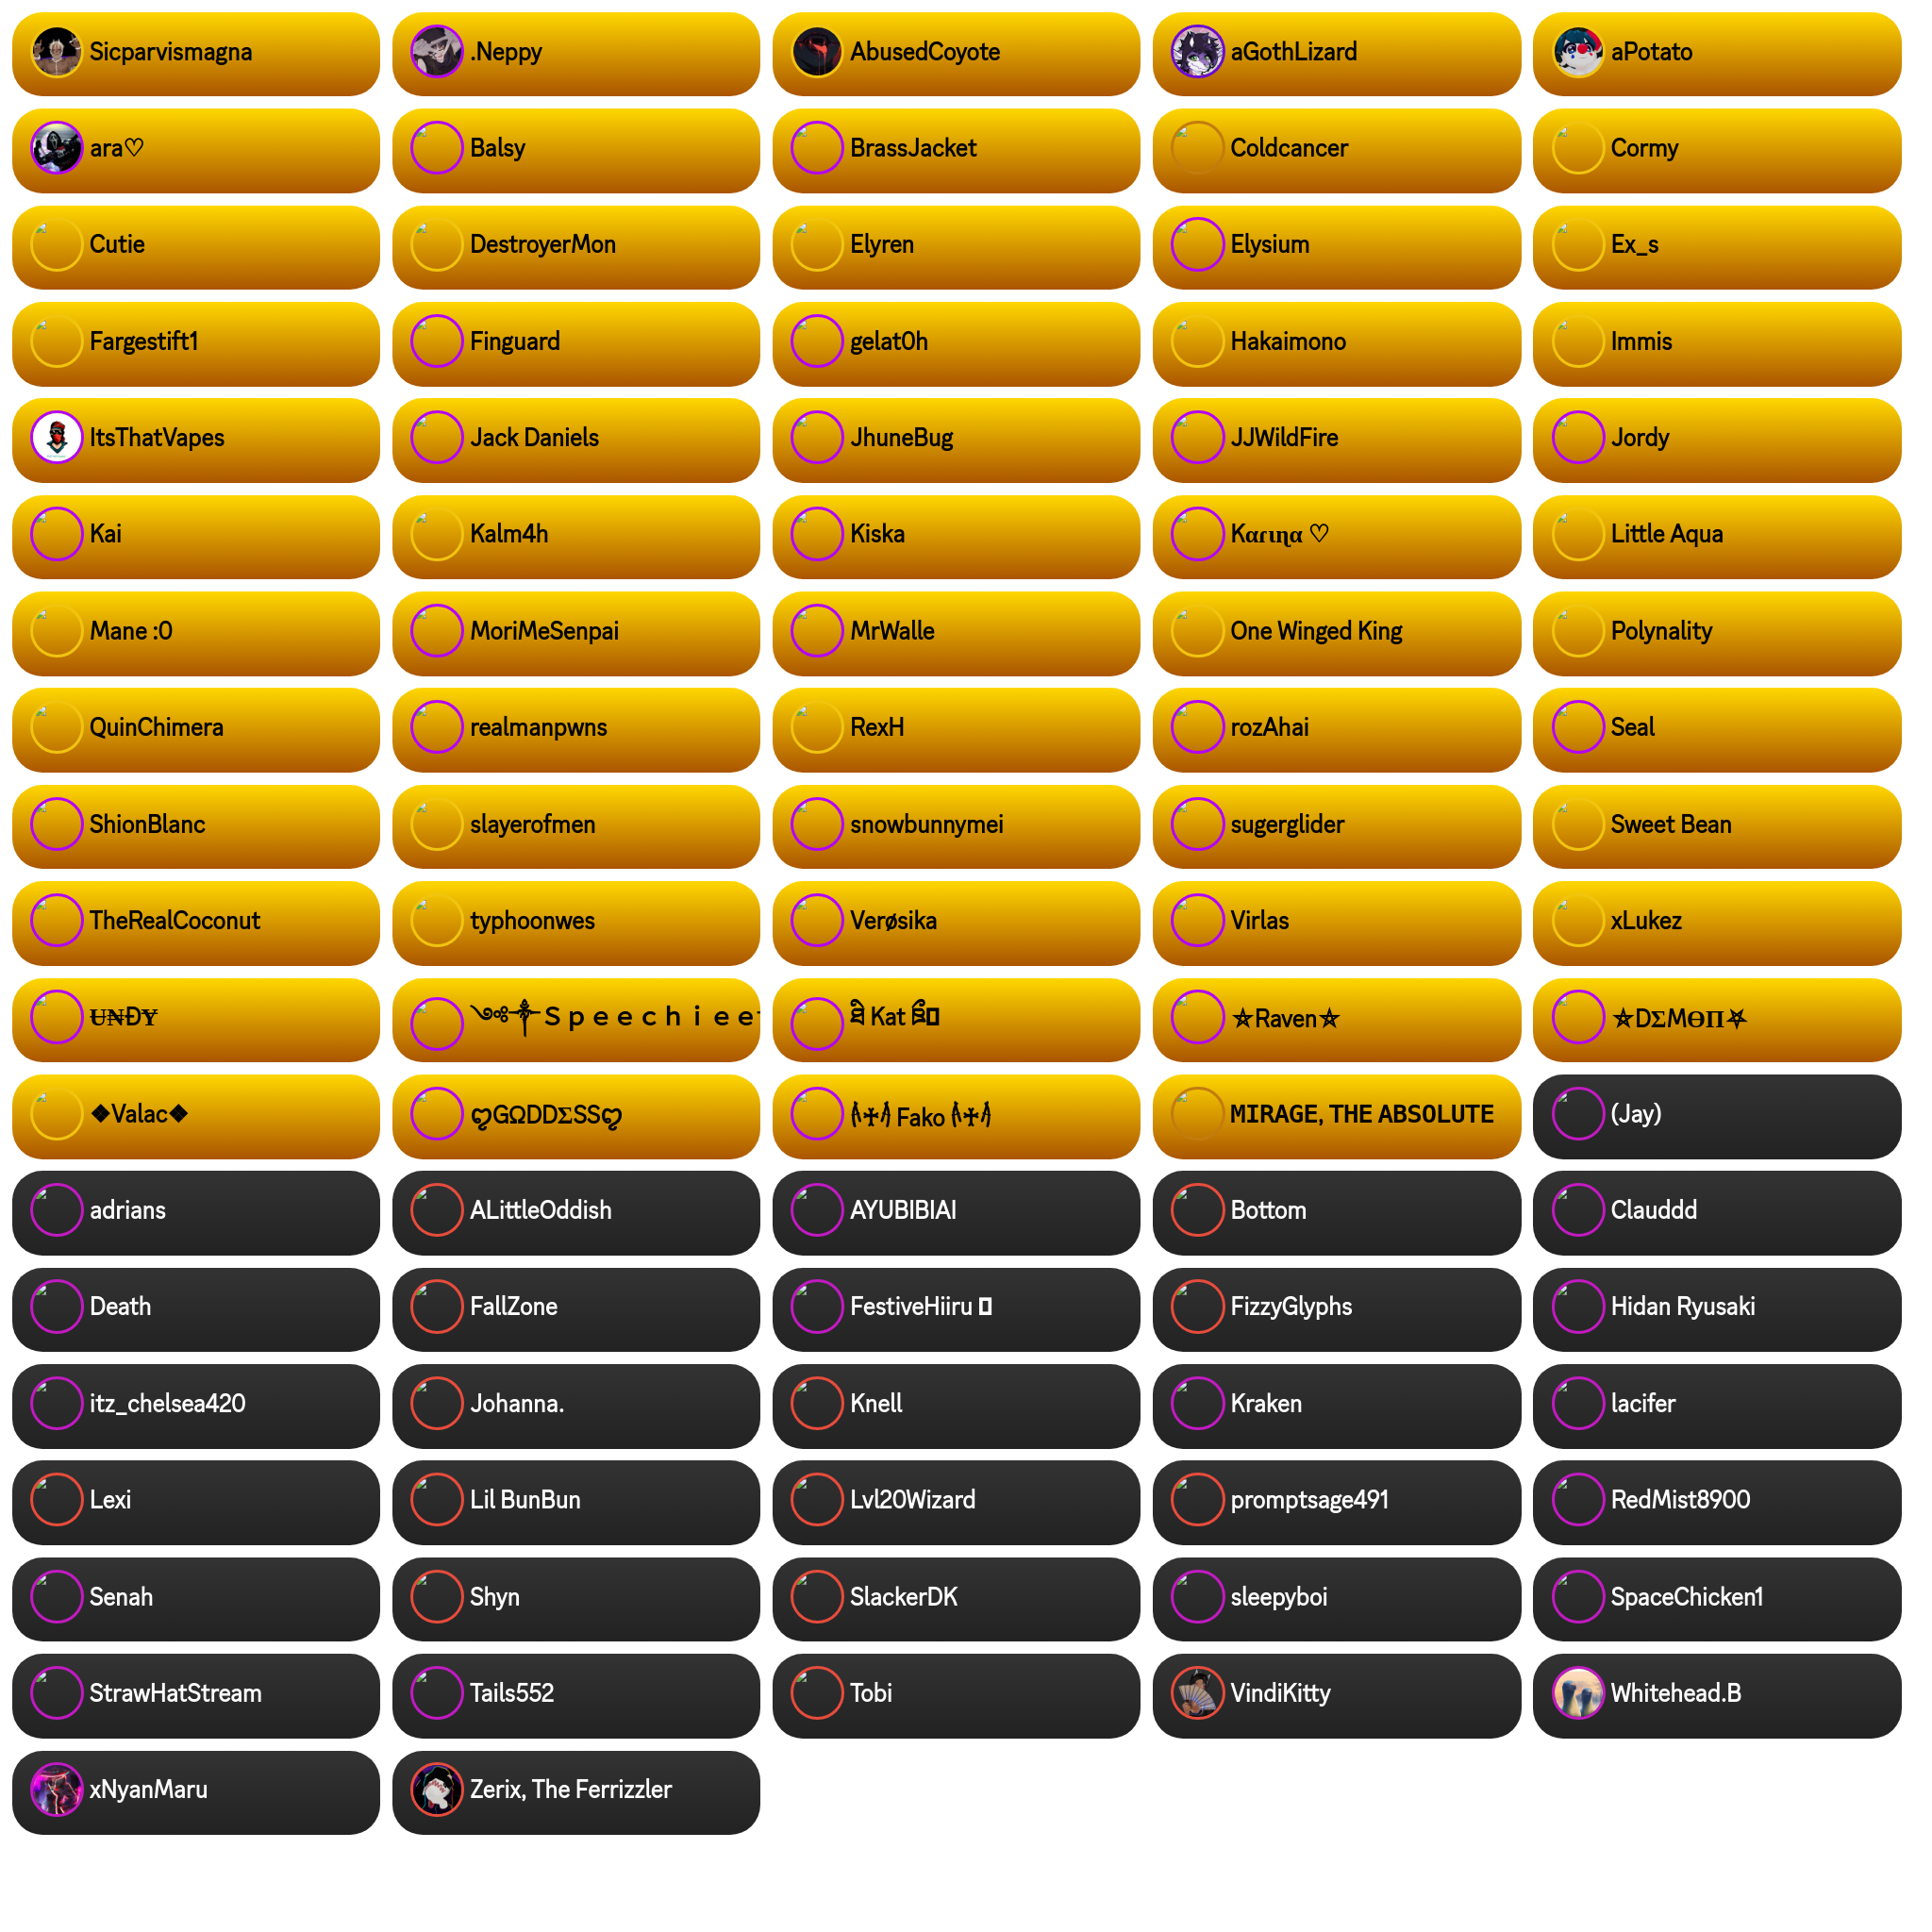 Sicparvismagna
.Neppy
AbusedCoyote
aGothLizard
aPotato
ara♡
Balsy
BrassJacket
Coldcancer
Cormy
Cutie
DestroyerMon
Elyren
Elysium
Ex_s
Fargestift1
Finguard
gelat0h
Hakaimono
Immis
ItsThatVapes
Jack Daniels
JhuneBug
JJWildFire
Jordy
Kai
Kalm4h
Kiska
Kαɾιɳα ♡
Little Aqua
Mane :0
MoriMeSenpai
MrWalle
One Winged King
Polynality
QuinChimera
realmanpwns
RexH
rozAhai
Seal
ShionBlanc
slayerofmen
snowbunnymei
sugerglider
Sweet Bean
TheRealCoconut
typhoonwes
Verøsika
Virlas
xLukez
Ʉ₦ĐɎ
༺✟Ｓｐｅｅｃｈｉｅｅ
Kat
⛤Raven⛤
⛤DΣMӨΠ⛧
❖Valac❖
ღGΩDDΣSSღ
Fako
MIRAGE, THE ABSOLUTE
(Jay)
adrians
ALittleOddish
AYUBIBIAI
Bottom
Clauddd
Death
FallZone
FestiveHiiru
FizzyGlyphs
Hidan Ryusaki
itz_chelsea420
Johanna.
Knell
Kraken
lacifer
Lexi
Lil BunBun
Lvl20Wizard
promptsage491
RedMist8900
Senah
Shyn
SlackerDK
sleepyboi
SpaceChicken1
StrawHatStream
Tails552
Tobi
VindiKitty
Whitehead.B
xNyanMaru
Zerix, The Ferrizzler